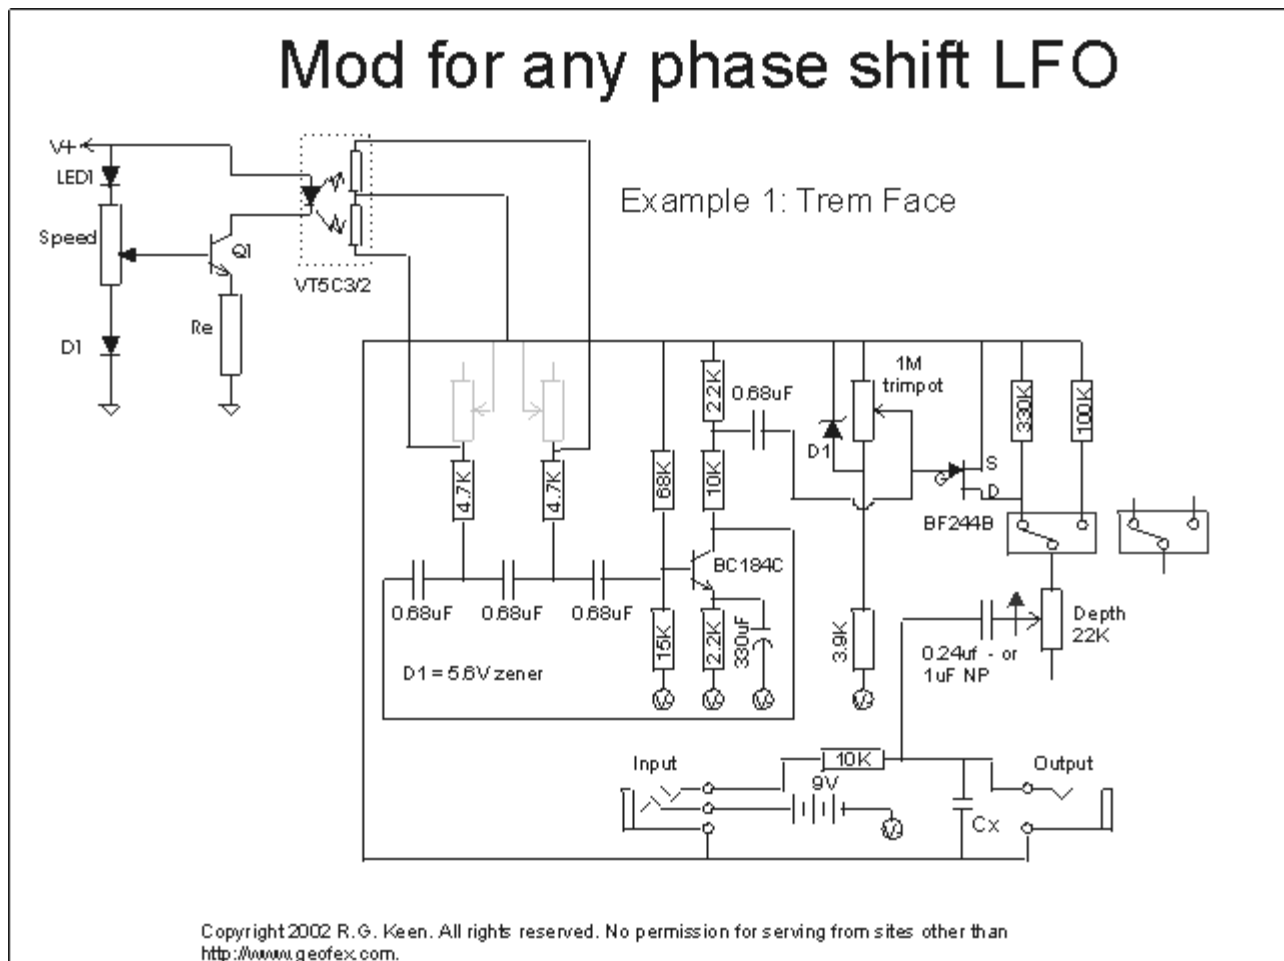 Mod for any phase shift LFO
V+
LED1
Speed
Q1
Re
D1
VT5C3/2
Example 1: Trem Face
4.7K
4.7K
68K
2.2K
10K
0.68uF
D1
1M
trimpot
G
S
D
BF244B
330K
100K
0.68uF
0.68uF
0.68uF
BC184C
15K
2.2K
330uF
3.9K
D1 = 5.6V zener
V-
V-
V-
V-
0.24uf - or
1uF NP
Depth
22K
Input
10K
9V
V-
Cx
Output
Copyright 2002 R.G. Keen. All rights reserved. No permission for serving from sites other than
http://www.geofex.com.